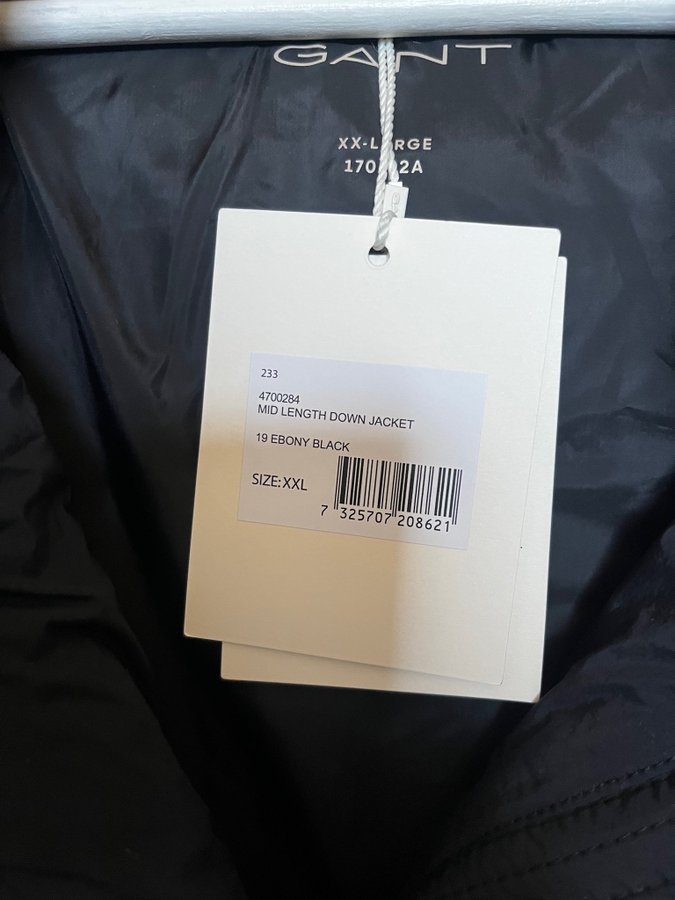 GANT
XX-LARGE
233
4700284
MID LENGTH DOWN JACKET
19 EBONY BLACK
SIZE: XXL
7 325707 208621